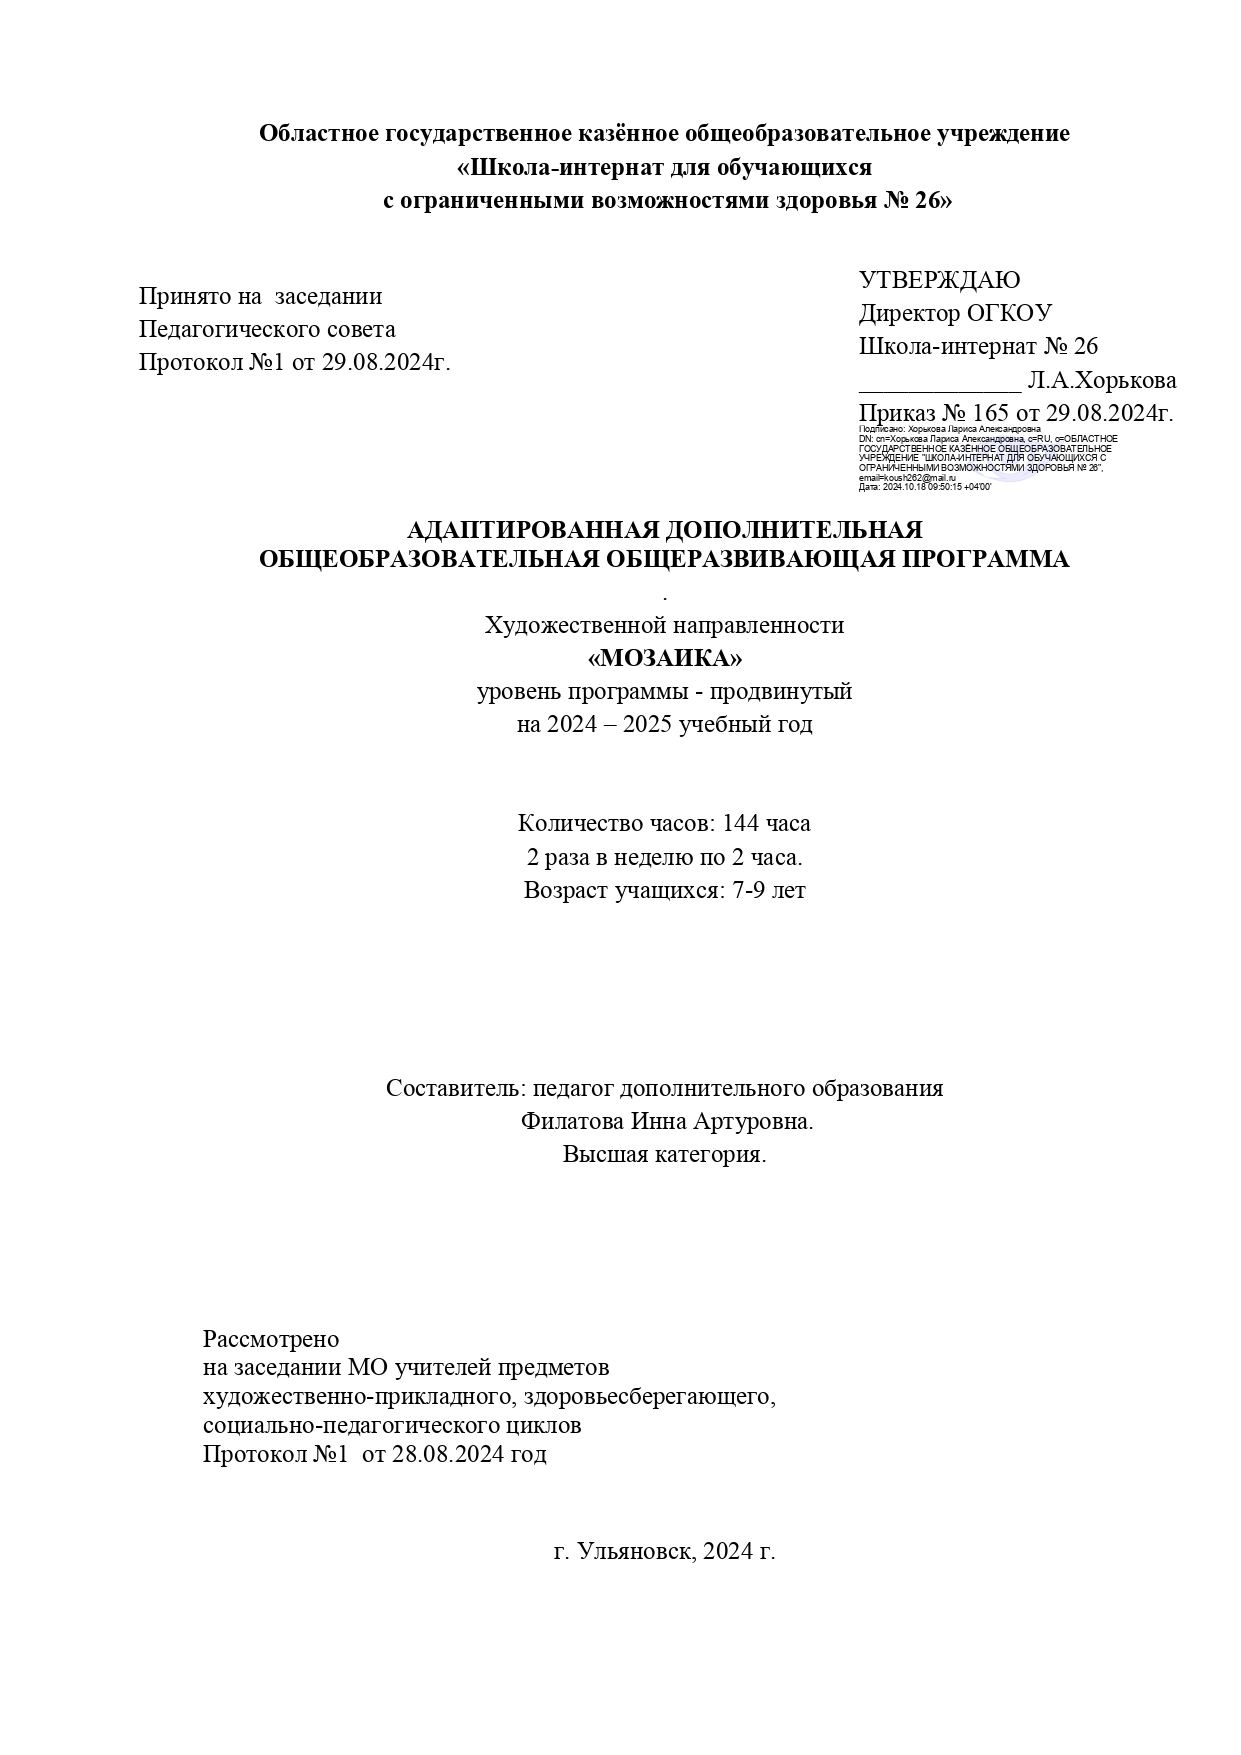 Областное государственное казённое общеобразовательное учреждение
«Школа-интернат для обучающихся
с ограниченными возможностями здоровья № 26»
Принято на заседании
Педагогического совета
Протокол №1 от 29.08.2024г.
УТВЕРЖДАЮ
Директор ОГКОУ
Школа-интернат № 26
_____________ Л.А.Хорькова
Приказ № 165 от 29.08.2024г.
Подписано: Хорькова Лариса Александровна
DN: cn=Хорькова Лариса Александровна, c=RU, o=ОБЛАСТНОЕ
ГОСУДАРСТВЕННОЕ КАЗЁННОЕ ОБЩЕОБРАЗОВАТЕЛЬНОЕ
УЧРЕЖДЕНИЕ "ШКОЛА-ИНТЕРНАТ ДЛЯ ОБУЧАЮЩИХСЯ С
ОГРАНИЧЕННЫМИ ВОЗМОЖНОСТЯМИ ЗДОРОВЬЯ № 26",
email=koush262@mail.ru
Дата: 2024.10.18 09:50:15 +04'00'
АДАПТИРОВАННАЯ ДОПОЛНИТЕЛЬНАЯ
ОБЩЕОБРАЗОВАТЕЛЬНАЯ ОБЩЕРАЗВИВАЮЩАЯ ПРОГРАММА
.
Художественной направленности
«МОЗАИКА»
уровень программы - продвинутый
на 2024 – 2025 учебный год
Количество часов: 144 часа
2 раза в неделю по 2 часа.
Возраст учащихся: 7-9 лет
Составитель: педагог дополнительного образования
Филатова Инна Артуровна.
Высшая категория.
Рассмотрено
на заседании МО учителей предметов
художественно-прикладного, здоровьесберегающего,
социально-педагогического циклов
Протокол №1 от 28.08.2024 год
г. Ульяновск, 2024 г.